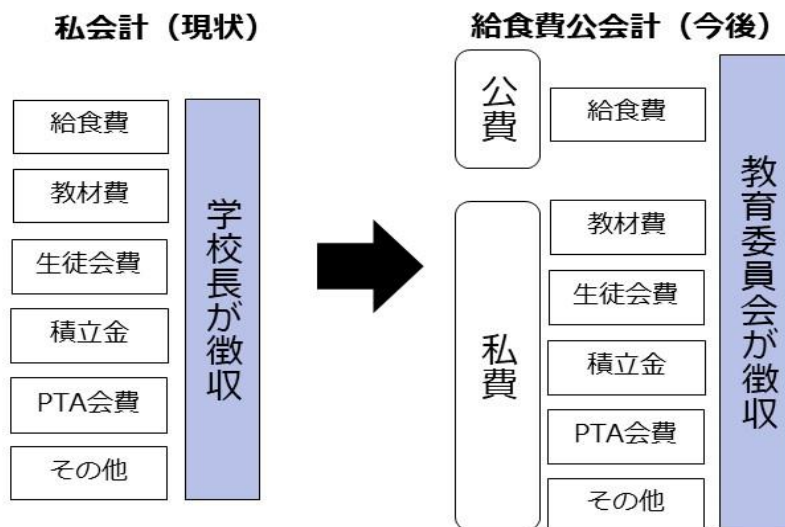 私会計（現状）
給食費
教材費
生徒会費
積立金
PTA会費
その他
学校長が徴収
給食費公会計（今後）
公費
給食費
私費
教材費
生徒会費
積立金
PTA会費
その他
教育委員会が徴収